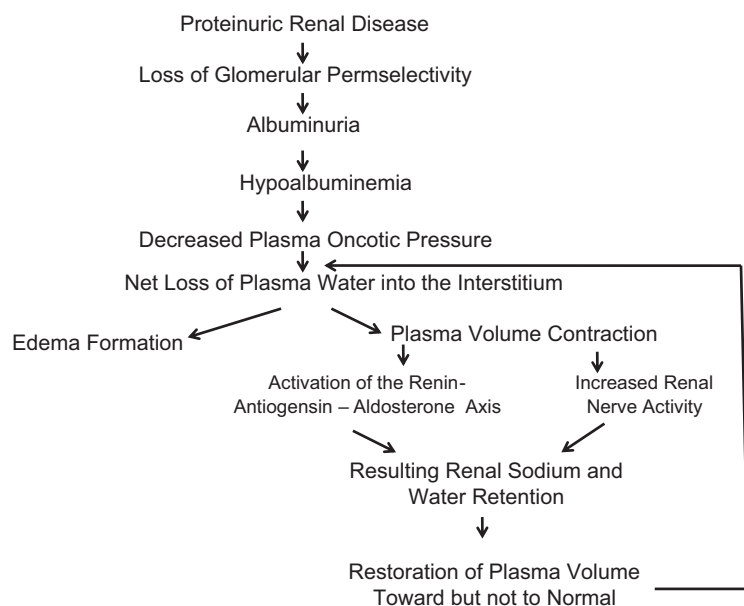 Proteinuric Renal Disease
Loss of Glomerular Permselectivity
Albuminuria
Hypoalbuminemia
Decreased Plasma Oncotic Pressure
Net Loss of Plasma Water into the Interstitium
Edema Formation
Plasma Volume Contraction
Activation of the Renin-
Antiogensin – Aldosterone Axis
Increased Renal
Nerve Activity
Resulting Renal Sodium and
Water Retention
Restoration of Plasma Volume
Toward but not to Normal